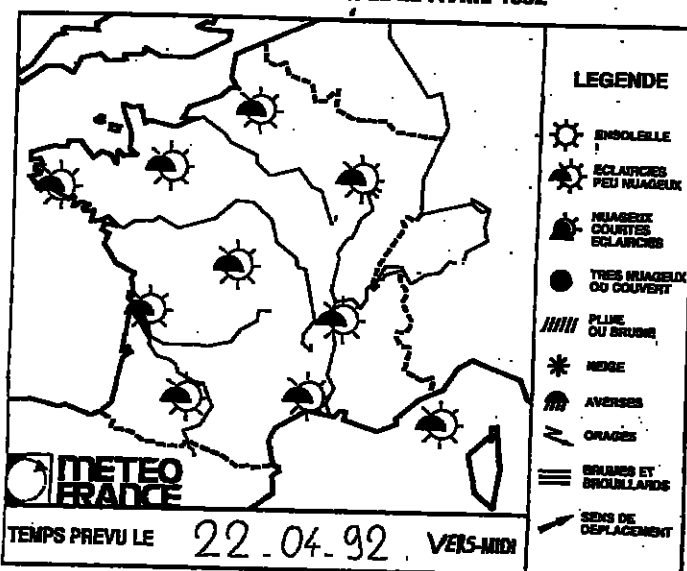 LEGENDE
ENSOLEILLE
ECLAIRCIES
PEU NUAGEUX
NUAGEUX
COURTES
ECLAIRCIES
TRES NUAGEUX
OU COUVERT
PLUIE
OU BRUINE
NEIGE
AVERSES
ORAGES
BRUMES ET
BROUILLARDS
SENS DE
DEPLACEMENT
METEO
FRANCE
TEMPS PREVU LE 22-04-92 VERS-MIDI